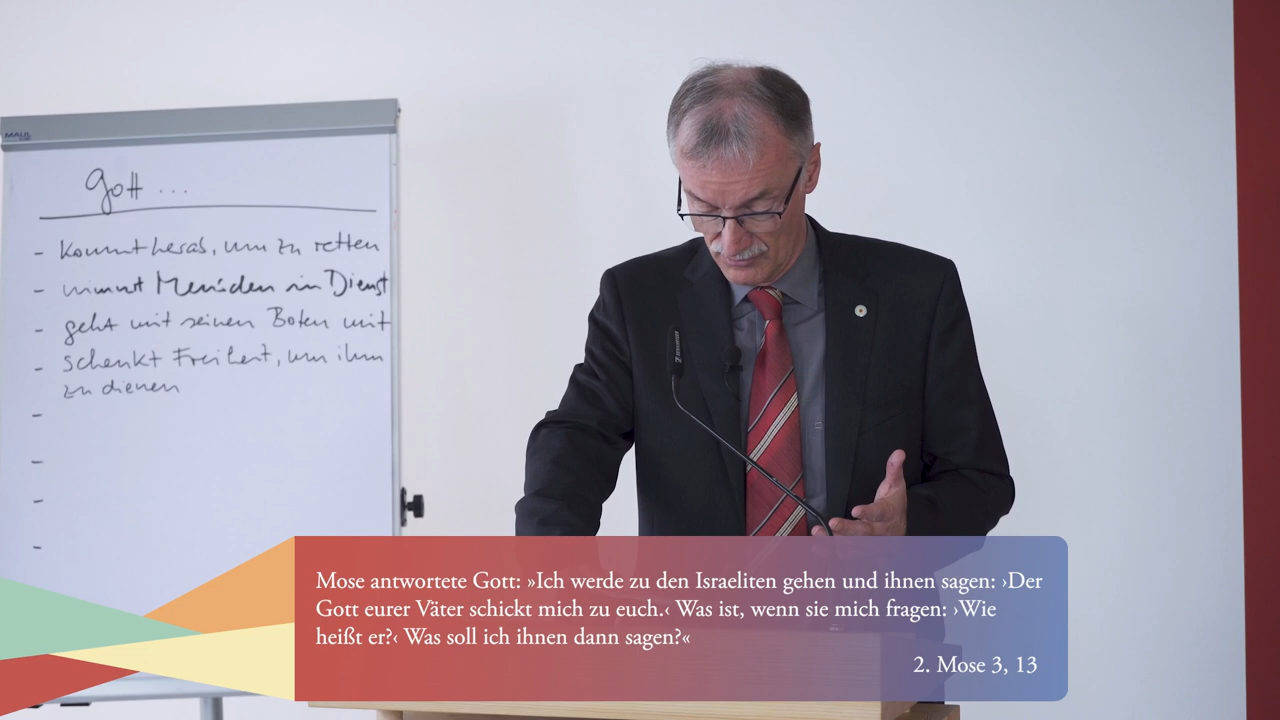 MAUL
Gott ...
- kommt herab, um zu retten
- nimmt Menschen in Dienst
- geht mit seinen Boten mit
- schenkt Freiheit, um ihm
zu dienen
-
-
-
-
SENNHEISER
Mose antwortete Gott: »Ich werde zu den Israeliten gehen und ihnen sagen: ›Der
Gott eurer Väter schickt mich zu euch.‹ Was ist, wenn sie mich fragen: ›Wie
heißt er?‹ Was soll ich ihnen dann sagen?«
2. Mose 3, 13